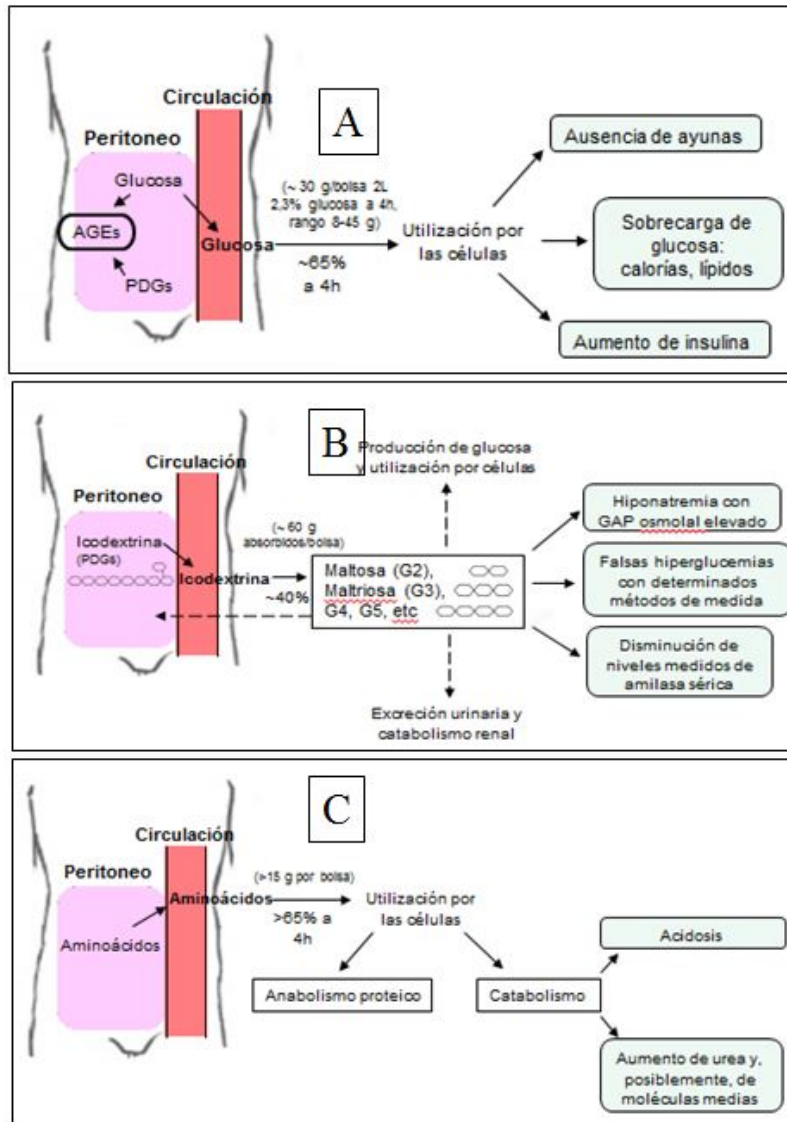 A
Circulación
Peritoneo
Glucosa
AGEs
PDGs
Glucosa
(~ 30 g/bolsa 2L
2,3% glucosa a 4h,
rango 8-45 g)
~65%
a 4h
Utilización por
las células
Ausencia de ayunas
Sobrecarga de
glucosa:
calorías, lípidos
Aumento de insulina
B
Circulación
Peritoneo
Icodextrina
(PDGs)
Icodextrina
(~ 60 g
absorbidos/bolsa)
~40%
Producción de glucosa
y utilización por células
Maltosa (G2),
Maltriosa (G3),
G4, G5, etc
Excreción urinaria y
catabolismo renal
Hiponatremia con
GAP osmolal elevado
Falsas hiperglucemias
con determinados
métodos de medida
Disminución de
niveles medidos de
amilasa sérica
C
Circulación
Peritoneo
Aminoácidos
Aminoácidos
(>15 g por bolsa)
>65% a
4h
Utilización por
las células
Anabolismo proteico
Catabolismo
Acidosis
Aumento de urea y,
posiblemente, de
moléculas medias